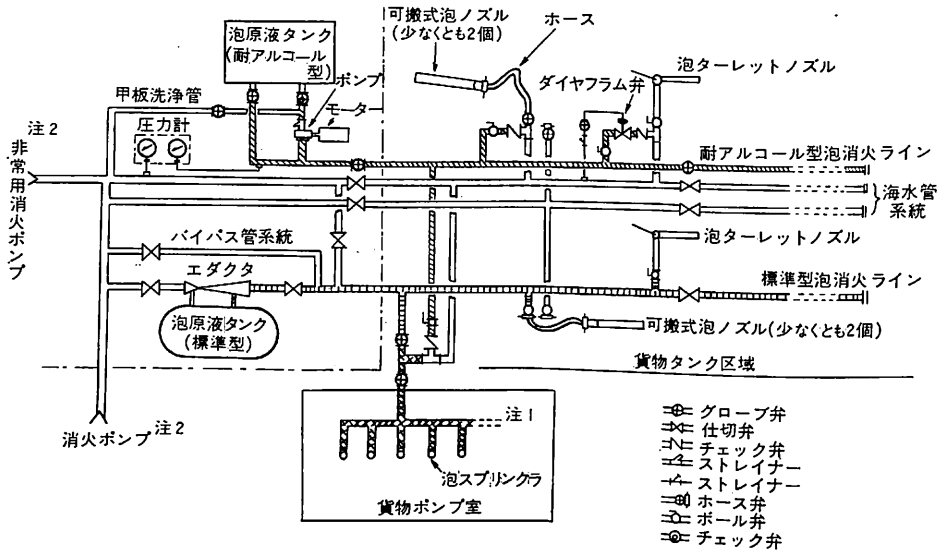 可搬式泡ノズル
(少なくとも2個)
ホース
泡原液タンク
(耐アルコール
型)
ポンプ
ダイヤフラム弁
泡ターレットノズル
甲板洗浄管
モーター
注2
圧力計
非常用消火ポンプ
耐アルコール型泡消火ライン
海水管
系統
バイパス管系統
泡ターレットノズル
エダクタ
標準型泡消火ライン
泡原液タンク
(標準型)
可搬式泡ノズル(少なくとも2個)
貨物タンク区域
消火ポンプ 注2
注1
泡スプリンクラ
貨物ポンプ室
グローブ弁
仕切弁
チェック弁
ストレイナー
ストレイナー
ホース弁
ボール弁
チェック弁